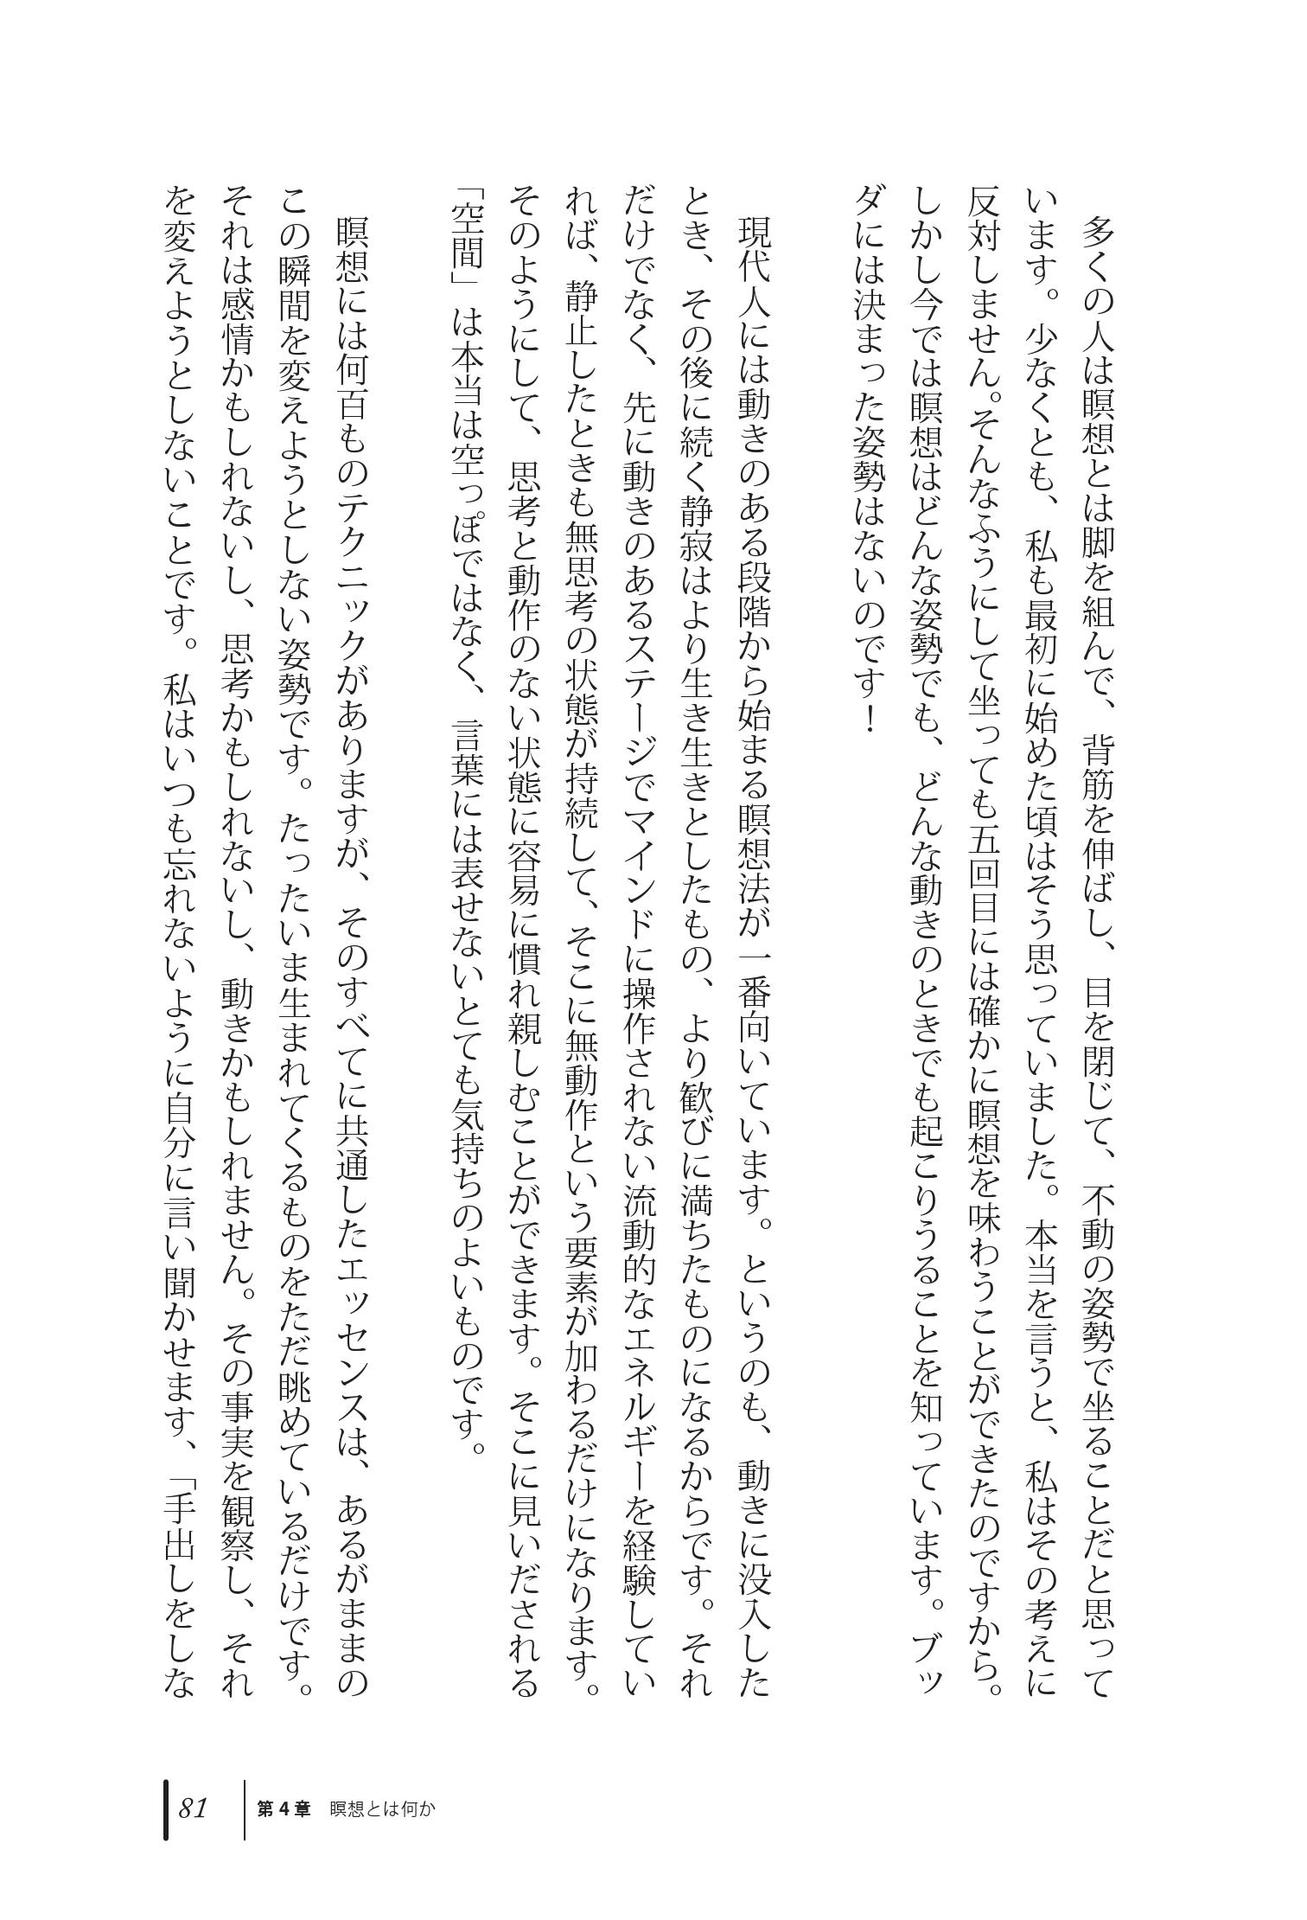 多くの人は瞑想とは脚を組んで、背筋を伸ばし、目を閉じて、不動の姿勢で坐ることだと思って
います。少なくとも、私も最初に始めた頃はそう思っていました。本当を言うと、私はその考えに
反対しません。そんなふうにして坐っても五回目には確かに瞑想を味わうことができたのですから。
しかし今では瞑想はどんな姿勢でも、どんな動きのときでも起こりうることを知っています。ブッ
ダには決まった姿勢はないのです！
　現代人には動きのある段階から始まる瞑想法が一番向いています。というのも、動きに没入した
とき、その後に続く静寂はより生き生きとしたもの、より歓びに満ちたものになるからです。それ
だけでなく、先に動きのあるステージでマインドに操作されない流動的なエネルギーを経験してい
れば、静止したときも無思考の状態が持続して、そこに無動作という要素が加わるだけになります。
そのようにして、思考と動作のない状態に容易に慣れ親しむことができます。そこに見いだされる
「空間」は本当は空っぽではなく、言葉には表せないとても気持ちのよいものです。
　瞑想には何百ものテクニックがありますが、そのすべてに共通したエッセンスは、あるがままの
この瞬間を変えようとしない姿勢です。たったいま生まれてくるものをただ眺めているだけです。
それは感情かもしれないし、思考かもしれないし、動きかもしれません。その事実を観察し、それ
を変えようとしないことです。私はいつも忘れないように自分に言い聞かせます、「手出しをしな
81 第４章　瞑想とは何か